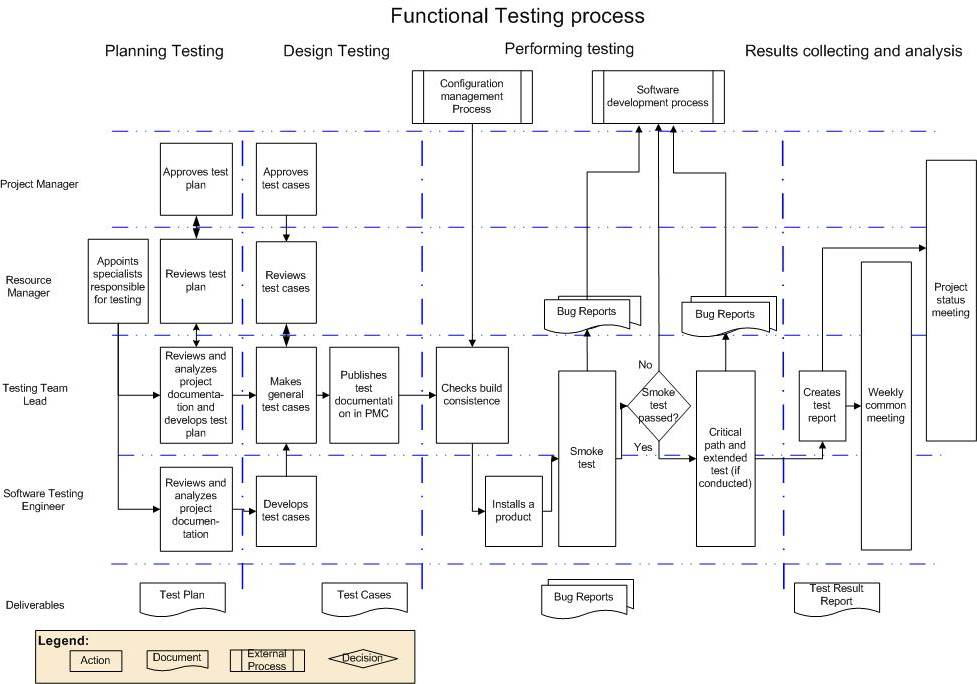 Functional Testing process
Planning Testing
Design Testing
Performing testing
Results collecting and analysis
Configuration
management
Process
Software
development process
Project Manager
Approves test
plan
Approves
test cases
Resource
Manager
Appoints
specialists
responsible
for testing
Reviews test
plan
Reviews
test cases
Bug Reports
Bug Reports
Project
status
meeting
Testing Team
Lead
Reviews and
analyzes
project
documenta-
tion and
develops test
plan
Makes
general
test cases
Publishes
test
documentati
on in PMC
Checks build
consistence
No
Smoke
test
passed?
Yes
Creates
test
report
Weekly
common
meeting
Software Testing
Engineer
Reviews and
analyzes
project
documen-
tation
Develops
test cases
Installs a
product
Smoke
test
Critical
path and
extended
test (if
conducted)
Deliverables
Test Plan
Test Cases
Bug Reports
Test Result
Report
Legend:
Action
Document
External
Process
Decision